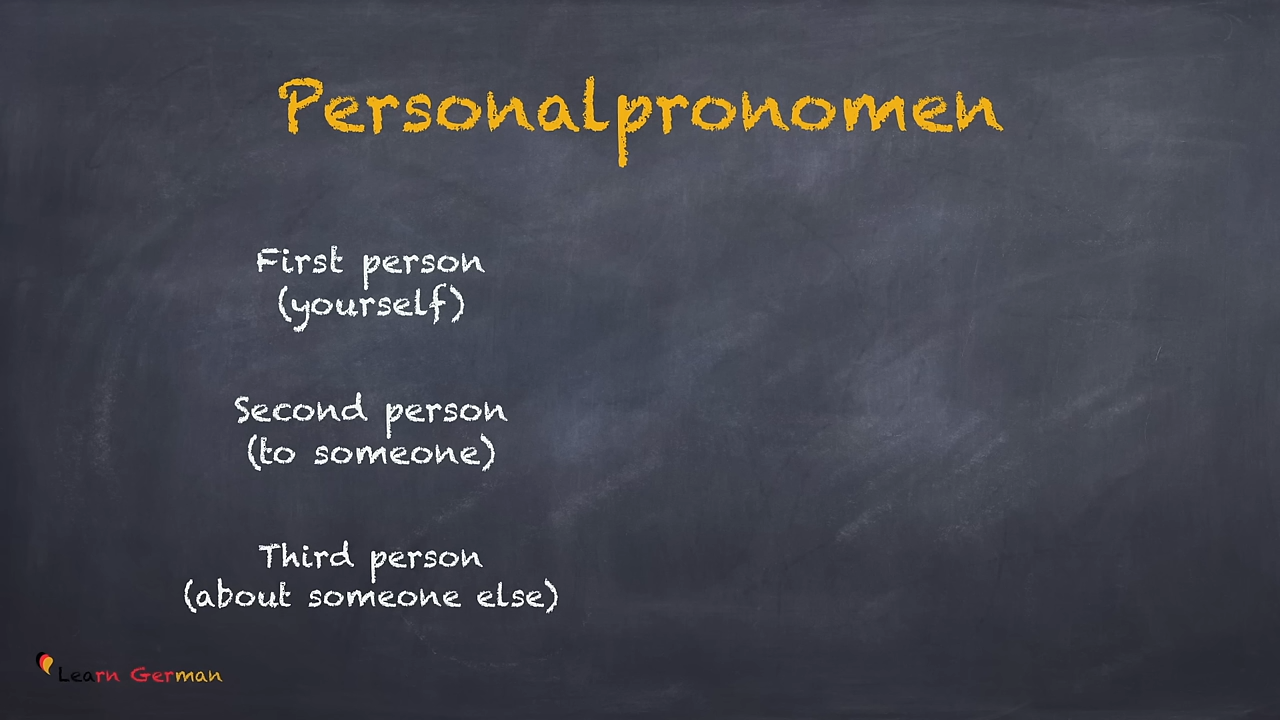 Personalpronomen
First person
(yourself)
Second person
(to someone)
Third person
(about someone else)
Learn German